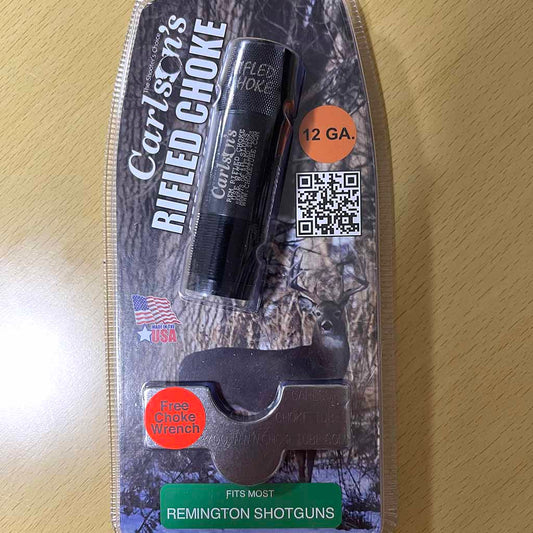 The Shooter's Choice
Carlson's
RIFLED CHOKE
RIFLED
CHOKE
Carlson's
12 GA.
MADE IN THE
USA
Free
Choke
Wrench
FITS MOST
REMINGTON SHOTGUNS